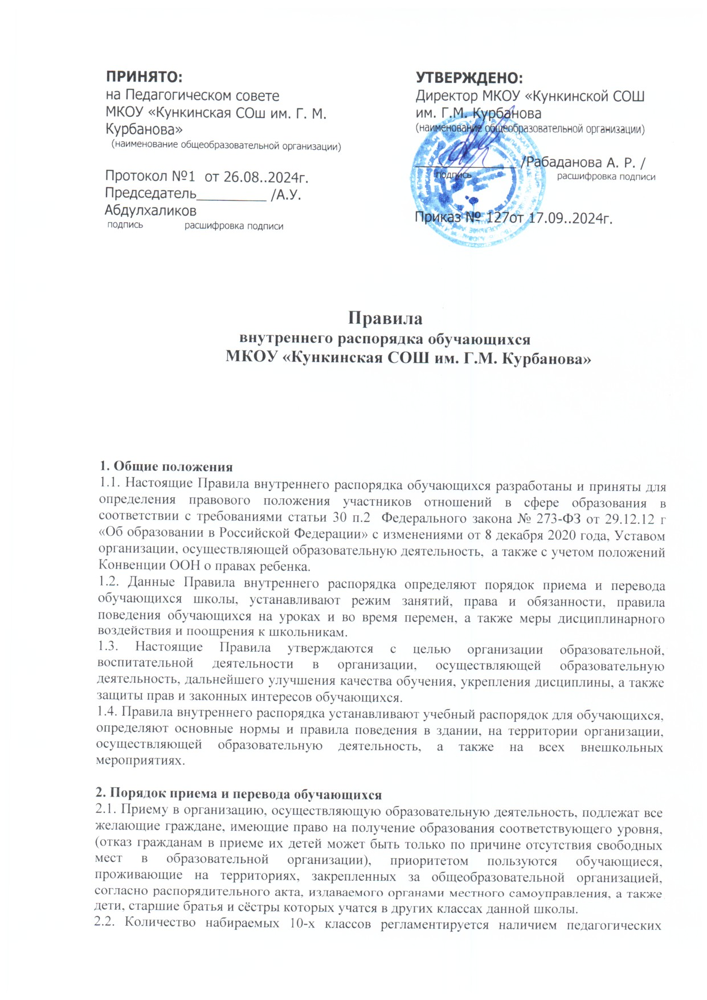 ПРИНЯТО:
на Педагогическом совете
МКОУ «Кункинская СОш им. Г. М.
Курбанова»
(наименование общеобразовательной организации)
Протокол №1 от 26.08..2024г.
Председатель__________ /А.У.
Абдулхаликов
подпись расшифровка подписи
УТВЕРЖДЕНО:
Директор МКОУ «Кункинской СОШ
им. Г.М. Курбанова
(наименование общеобразовательной организации)
______________ /Рабаданова А. Р. /
подпись расшифровка подписи
Приказ № 127от 17.09..2024г.
Правила
внутреннего распорядка обучающихся
МКОУ «Кункинская СОШ им. Г.М. Курбанова»
1. Общие положения
1.1. Настоящие Правила внутреннего распорядка обучающихся разработаны и приняты для
определения правового положения участников отношений в сфере образования в
соответствии с требованиями статьи 30 п.2 Федерального закона № 273-ФЗ от 29.12.12 г
«Об образовании в Российской Федерации» с изменениями от 8 декабря 2020 года, Уставом
организации, осуществляющей образовательную деятельность, а также с учетом положений
Конвенции ООН о правах ребенка.
1.2. Данные Правила внутреннего распорядка определяют порядок приема и перевода
обучающихся школы, устанавливают режим занятий, права и обязанности, правила
поведения обучающихся на уроках и во время перемен, а также меры дисциплинарного
воздействия и поощрения к школьникам.
1.3. Настоящие Правила утверждаются с целью организации образовательной,
воспитательной деятельности в организации, осуществляющей образовательную
деятельность, дальнейшего улучшения качества обучения, укрепления дисциплины, а также
защиты прав и законных интересов обучающихся.
1.4. Правила внутреннего распорядка устанавливают учебный распорядок для обучающихся,
определяют основные нормы и правила поведения в здании, на территории организации,
осуществляющей образовательную деятельность, а также на всех внешкольных
мероприятиях.
2. Порядок приема и перевода обучающихся
2.1. Приему в организацию, осуществляющую образовательную деятельность, подлежат все
желающие граждане, имеющие право на получение образования соответствующего уровня,
(отказ гражданам в приеме их детей может быть только по причине отсутствия свободных
мест в образовательной организации), приоритетом пользуются обучающиеся,
проживающие на территориях, закрепленных за общеобразовательной организацией,
согласно распорядительного акта, издаваемого органами местного самоуправления, а также
дети, старшие братья и сёстры которых учатся в других классах данной школы.
2.2. Количество набираемых 10-х классов регламентируется наличием педагогических